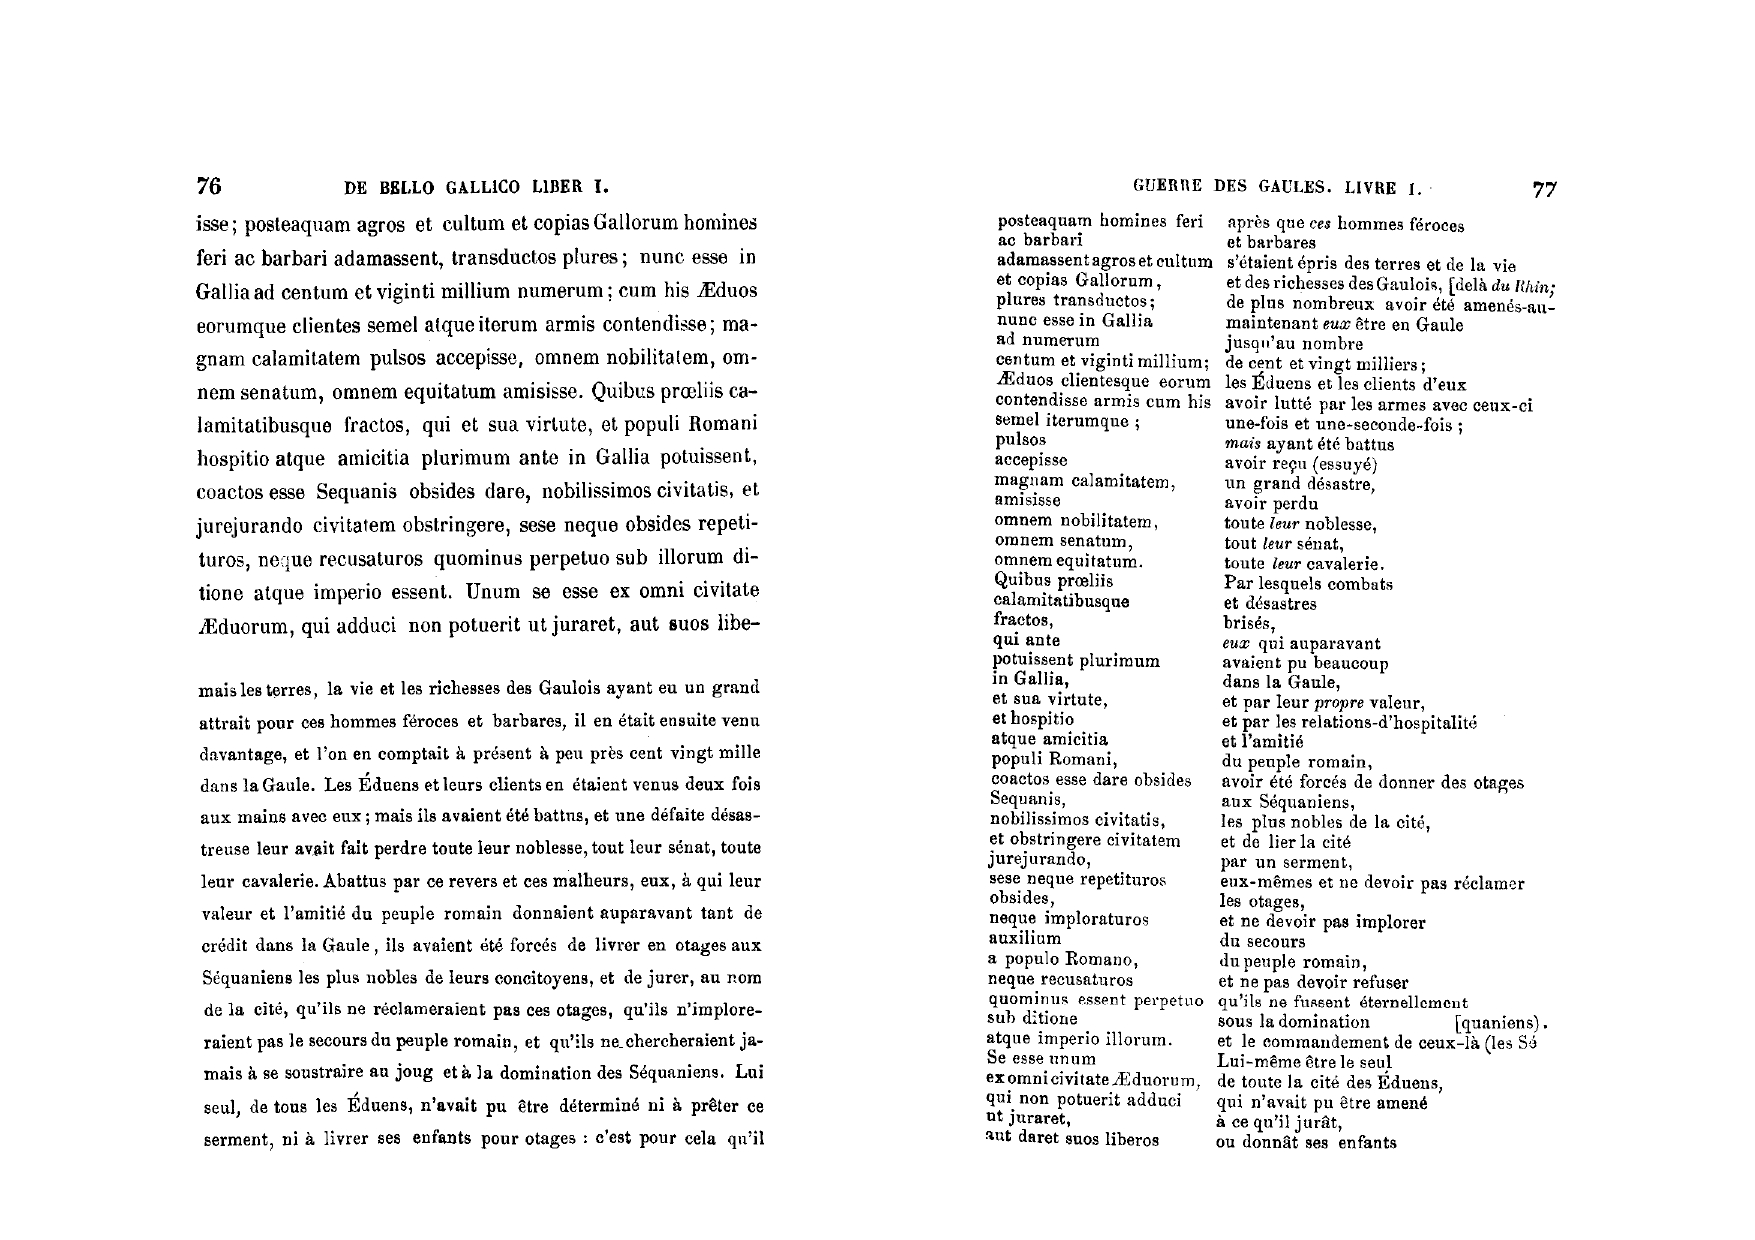 76 DE BELLO GALLICO LIBER I.
isse; posteaquam agros et cultum et copias Gallorum homines
feri ac barbari adamassent, transductos plures; nunc esse in
Gallia ad centum et viginti millium numerum; cum his Æduos
eorumque clientes semel atque iterum armis contendisse; ma-
gnam calamitatem pulsos accepisse, omnem nobilitatem, om-
nem senatum, omnem equitatum amisisse. Quibus prœliis ca-
lamitatibusque fractos, qui et sua virtute, et populi Romani
hospitio atque amicitia plurimum ante in Gallia potuissent,
coactos esse Sequanis obsides dare, nobilissimos civitatis, et
jurejurando civitatem obstringere, sese neque obsides repeti-
turos, neque recusaturos quominus perpetuo sub illorum di-
tione atque imperio essent. Unum se esse ex omni civitate
Æduorum, qui adduci non potuerit ut juraret, aut suos libe-
mais les terres, la vie et les richesses des Gaulois ayant eu un grand
attrait pour ces hommes féroces et barbares, il en était ensuite venu
davantage, et l'on en comptait à présent à peu près cent vingt mille
dans la Gaule. Les Éduens et leurs clients en étaient venus deux fois
aux mains avec eux; mais ils avaient été battus, et une défaite désas-
treuse leur avait fait perdre toute leur noblesse, tout leur sénat, toute
leur cavalerie. Abattus par ce revers et ces malheurs, eux, à qui leur
valeur et l'amitié du peuple romain donnaient auparavant tant de
crédit dans la Gaule, ils avaient été forcés de livrer en otages aux
Séquaniens les plus nobles de leurs concitoyens, et de jurer, au nom
de la cité, qu'ils ne réclameraient pas ces otages, qu'ils n'implore-
raient pas le secours du peuple romain, et qu'ils ne chercheraient ja-
mais à se soustraire au joug et à la domination des Séquaniens. Lui
seul, de tous les Éduens, n'avait pu être déterminé ni à prêter ce
serment, ni à livrer ses enfants pour otages : c'est pour cela qu'il
GUERRE DES GAULES. LIVRE I. 77
posteaquam homines feri
ac barbari
adamassent agros et cultum
et copias Gallorum,
plures transductos;
nunc esse in Gallia
ad numerum
centum et viginti millium;
Æduos clientesque eorum
contendisse armis cum his
semel iterumque;
pulsos
accepisse
magnam calamitatem,
amisisse
omnem nobilitatem,
omnem senatum,
omnem equitatum.
Quibus prœliis
calamitatibusque
fractos,
qui ante
potuissent plurimum
in Gallia,
et sua virtute,
et hospitio
atque amicitia
populi Romani,
coactos esse dare obsides
Sequanis,
nobilissimos civitatis,
et obstringere civitatem
jurejurando,
sese neque repetituros
obsides,
neque imploraturos
auxilium
a populo Romano,
neque recusaturos
quominus essent perpetuo
sub ditione
atque imperio illorum.
Se esse unum
ex omni civitate Æduorum,
qui non potuerit adduci
ut juraret,
aut daret suos liberos
après que ces hommes féroces
et barbares
s'étaient épris des terres et de la vie
et des richesses des Gaulois, [delà du Rhin;
de plus nombreux avoir été amenés-au-
maintenant eux être en Gaule
jusqu'au nombre
de cent et vingt milliers;
les Éduens et les clients d'eux
avoir lutté par les armes avec ceux-ci
une-fois et une-seconde-fois;
mais ayant été battus
avoir reçu (essuyé)
un grand désastre,
avoir perdu
toute leur noblesse,
tout leur sénat,
toute leur cavalerie.
Par lesquels combats
et désastres
brisés,
eux qui auparavant
avaient pu beaucoup
dans la Gaule,
et par leur propre valeur,
et par les relations-d'hospitalité
et l'amitié
du peuple romain,
avoir été forcés de donner des otages
aux Séquaniens,
les plus nobles de la cité,
et de lier la cité
par un serment,
eux-mêmes et ne devoir pas réclamer
les otages,
et ne devoir pas implorer
du secours
du peuple romain,
et ne pas devoir refuser
qu'ils ne fussent éternellement
sous la domination [quaniens).
et le commandement de ceux-là (les Sé
Lui-même être le seul
de toute la cité des Éduens,
qui n'avait pu être amené
à ce qu'il jurât,
ou donnât ses enfants